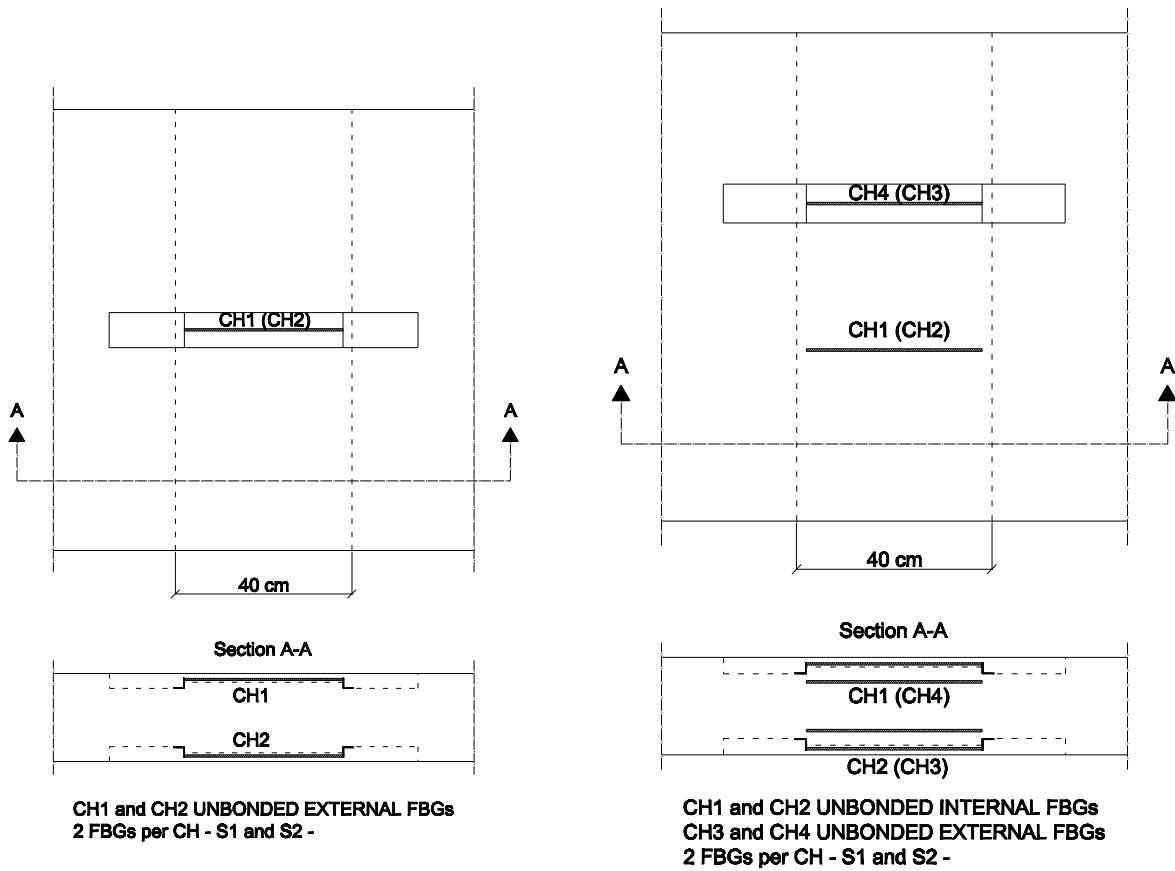 CH1 (CH2)
A
A
40 cm
Section A-A
CH1
CH2
CH1 and CH2 UNBONDED EXTERNAL FBGs
2 FBGs per CH - S1 and S2 -
CH4 (CH3)
CH1 (CH2)
A
A
40 cm
Section A-A
CH1 (CH4)
CH2 (CH3)
CH1 and CH2 UNBONDED INTERNAL FBGs
CH3 and CH4 UNBONDED EXTERNAL FBGs
2 FBGs per CH - S1 and S2 -